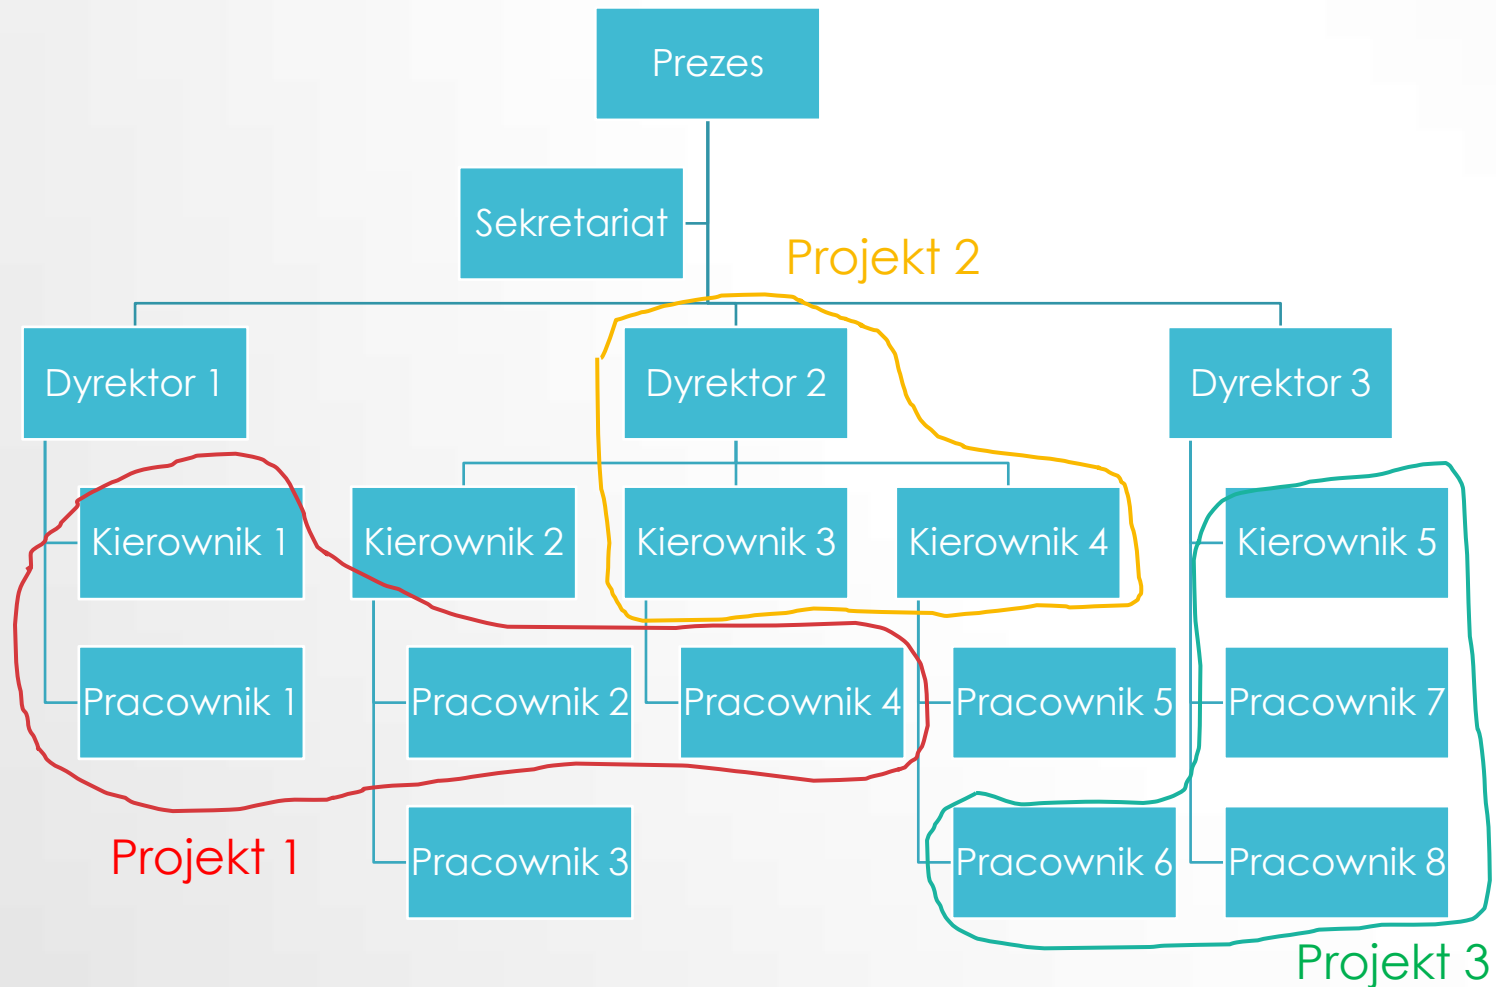 Prezes
Sekretariat
Projekt 2
Dyrektor 1
Dyrektor 2
Dyrektor 3
Kierownik 1
Kierownik 2
Kierownik 3
Kierownik 4
Kierownik 5
Pracownik 1
Pracownik 2
Pracownik 4
Pracownik 5
Pracownik 7
Projekt 1
Pracownik 3
Pracownik 6
Pracownik 8
Projekt 3